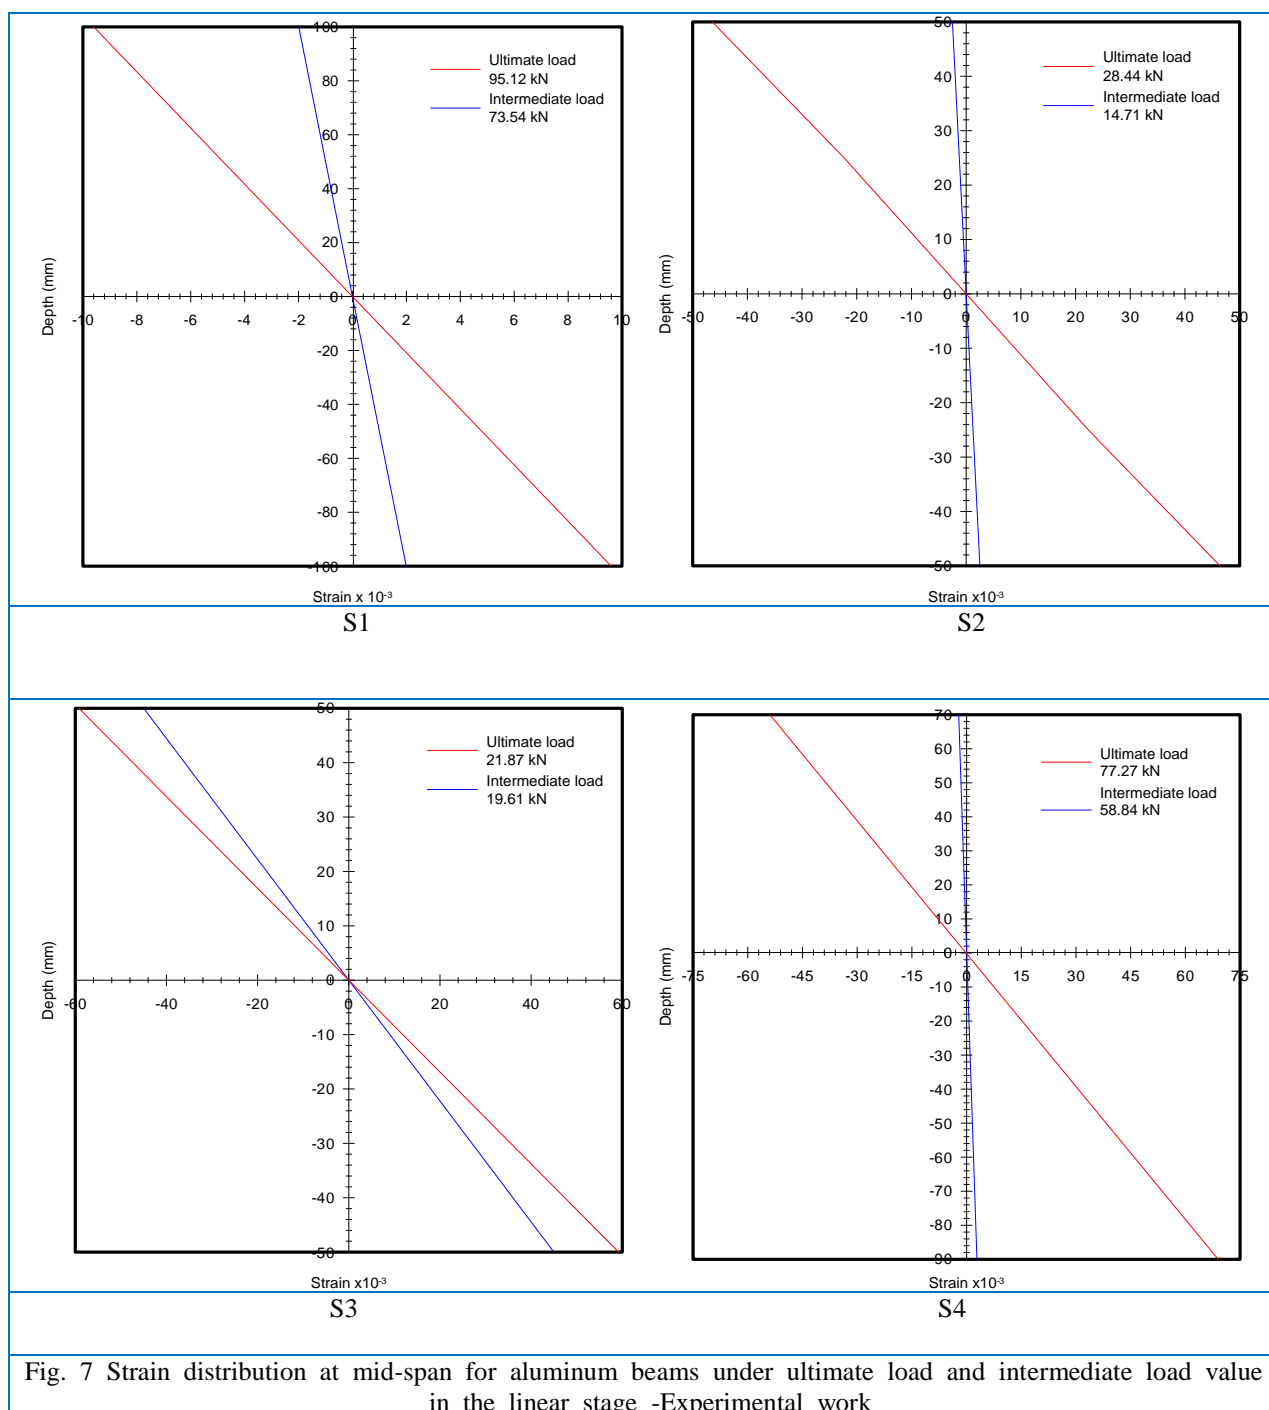 100
80
60
40
20
0
-20
-40
-60
-80
-100
-10 -8 -6 -4 -2 0 2 4 6 8 10
Depth (mm)
Strain x 10-3
Ultimate load
95.12 kN
Intermediate load
73.54 kN
S1
50
40
30
20
10
0
-10
-20
-30
-40
-50
-50 -40 -30 -20 -10 0 10 20 30 40 50
Depth (mm)
Strain x10-3
Ultimate load
28.44 kN
Intermediate load
14.71 kN
S2
50
40
30
20
10
0
-10
-20
-30
-40
-50
-60 -40 -20 0 20 40 60
Depth (mm)
Strain x10-3
Ultimate load
21.87 kN
Intermediate load
19.61 kN
S3
70
60
50
40
30
20
10
0
-10
-20
-30
-40
-50
-60
-70
-80
-90
-75 -60 -45 -30 -15 0 15 30 45 60 75
Depth (mm)
Strain x10-3
Ultimate load
77.27 kN
Intermediate load
58.84 kN
S4
Fig. 7 Strain distribution at mid-span for aluminum beams under ultimate load and intermediate load value
in the linear stage -Experimental work